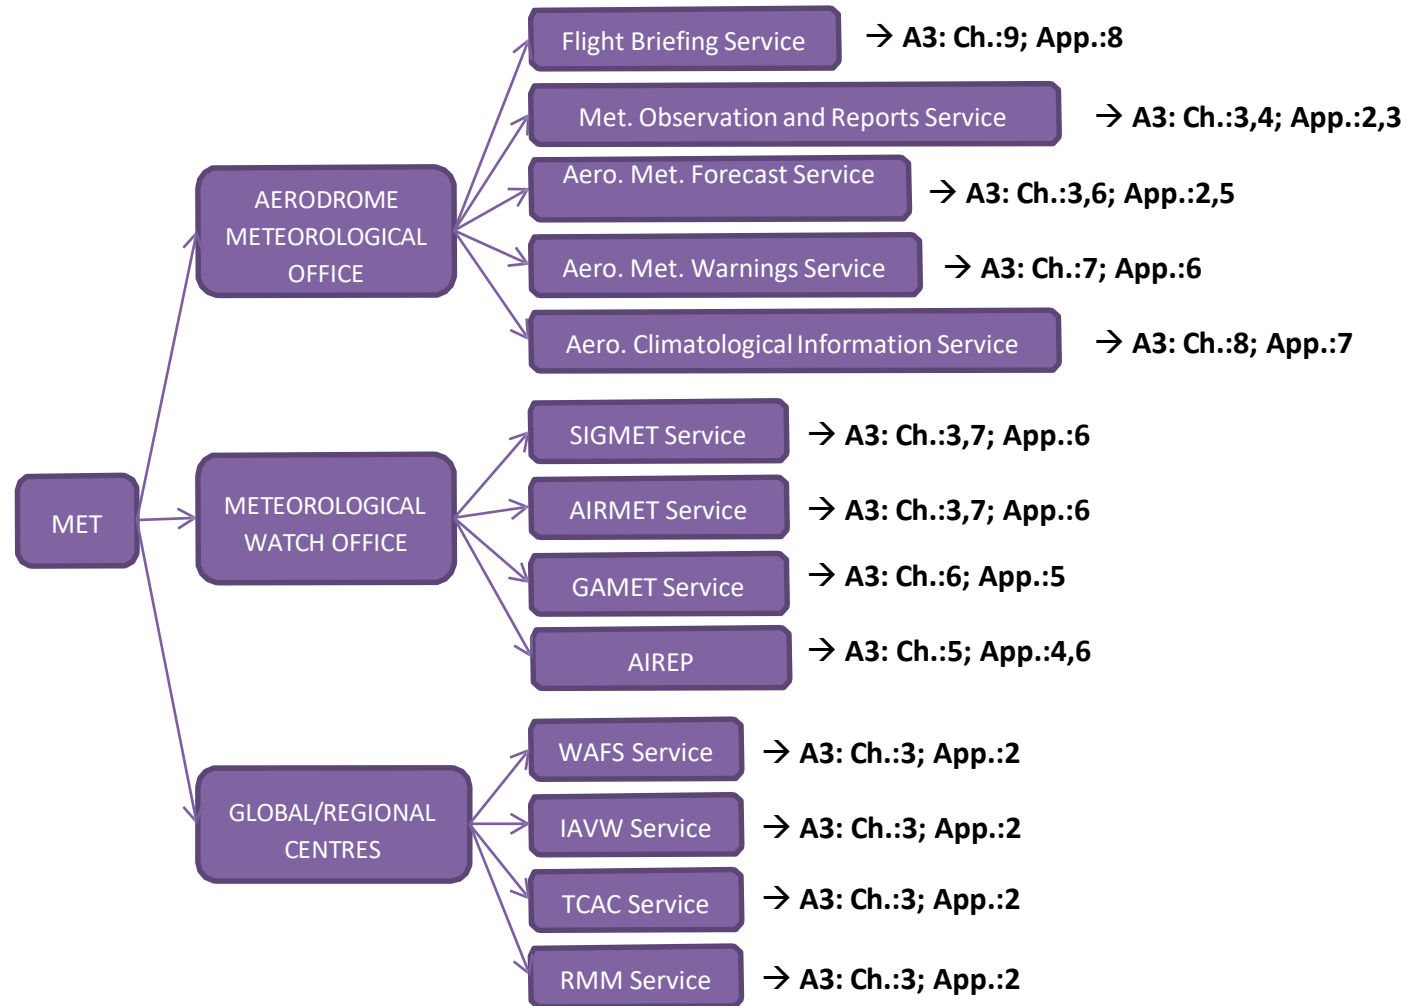 Flight Briefing Service → A3: Ch.:9; App.:8
Met. Observation and Reports Service → A3: Ch.:3,4; App.:2,3
Aero. Met. Forecast Service → A3: Ch.:3,6; App.:2,5
AERODROME
METEOROLOGICAL
OFFICE
Aero. Met. Warnings Service → A3: Ch.:7; App.:6
Aero. Climatological Information Service → A3: Ch.:8; App.:7
SIGMET Service → A3: Ch.:3,7; App.:6
MET
METEOROLOGICAL
WATCH OFFICE
AIRMET Service → A3: Ch.:3,7; App.:6
GAMET Service → A3: Ch.:6; App.:5
AIREP → A3: Ch.:5; App.:4,6
WAFS Service → A3: Ch.:3; App.:2
GLOBAL/REGIONAL
CENTRES
IAVW Service → A3: Ch.:3; App.:2
TCAC Service → A3: Ch.:3; App.:2
RMM Service → A3: Ch.:3; App.:2